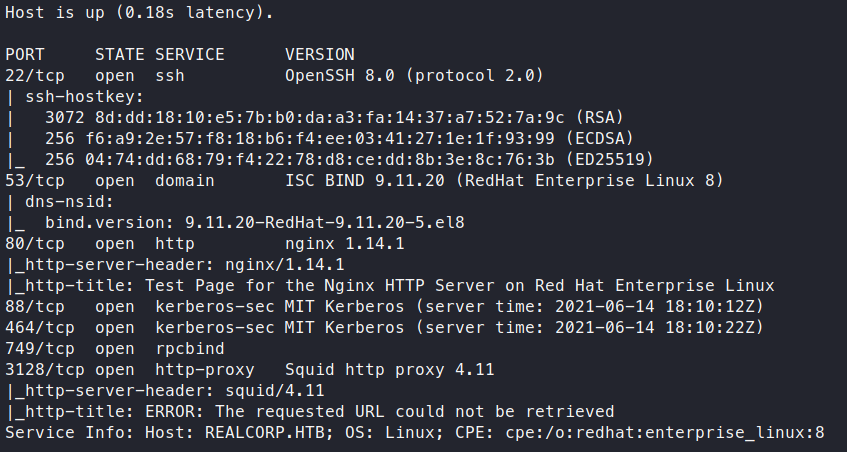 Host is up (0.18s latency).
PORT     STATE SERVICE      VERSION
22/tcp   open  ssh          OpenSSH 8.0 (protocol 2.0)
| ssh-hostkey:
|   3072 8d:dd:18:10:e5:7b:b0:da:a3:fa:14:37:a7:52:7a:9c (RSA)
|   256 f6:a9:2e:57:f8:18:b6:f4:ee:03:41:27:1e:1f:93:99 (ECDSA)
|_  256 04:74:dd:68:79:f4:22:78:d8:ce:dd:8b:3e:8c:76:3b (ED25519)
53/tcp   open  domain       ISC BIND 9.11.20 (RedHat Enterprise Linux 8)
| dns-nsid:
|_  bind.version: 9.11.20-RedHat-9.11.20-5.el8
80/tcp   open  http         nginx 1.14.1
|_http-server-header: nginx/1.14.1
|_http-title: Test Page for the Nginx HTTP Server on Red Hat Enterprise Linux
88/tcp   open  kerberos-sec MIT Kerberos (server time: 2021-06-14 18:10:12Z)
464/tcp  open  kerberos-sec MIT Kerberos (server time: 2021-06-14 18:10:22Z)
749/tcp  open  rpcbind
3128/tcp open  http-proxy   Squid http proxy 4.11
|_http-server-header: squid/4.11
|_http-title: ERROR: The requested URL could not be retrieved
Service Info: Host: REALCORP.HTB; OS: Linux; CPE: cpe:/o:redhat:enterprise_linux:8